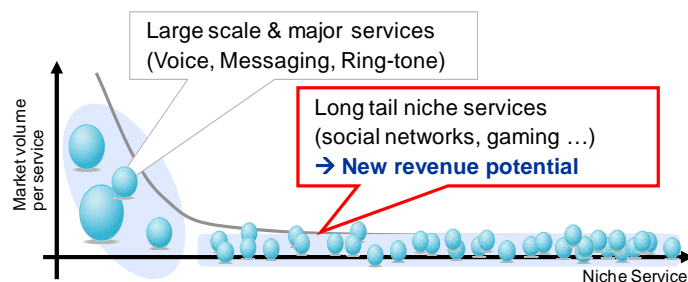 Large scale & major services
(Voice, Messaging, Ring-tone)
Long tail niche services
(social networks, gaming ...)
→ New revenue potential
Market volume
per service
Niche Service